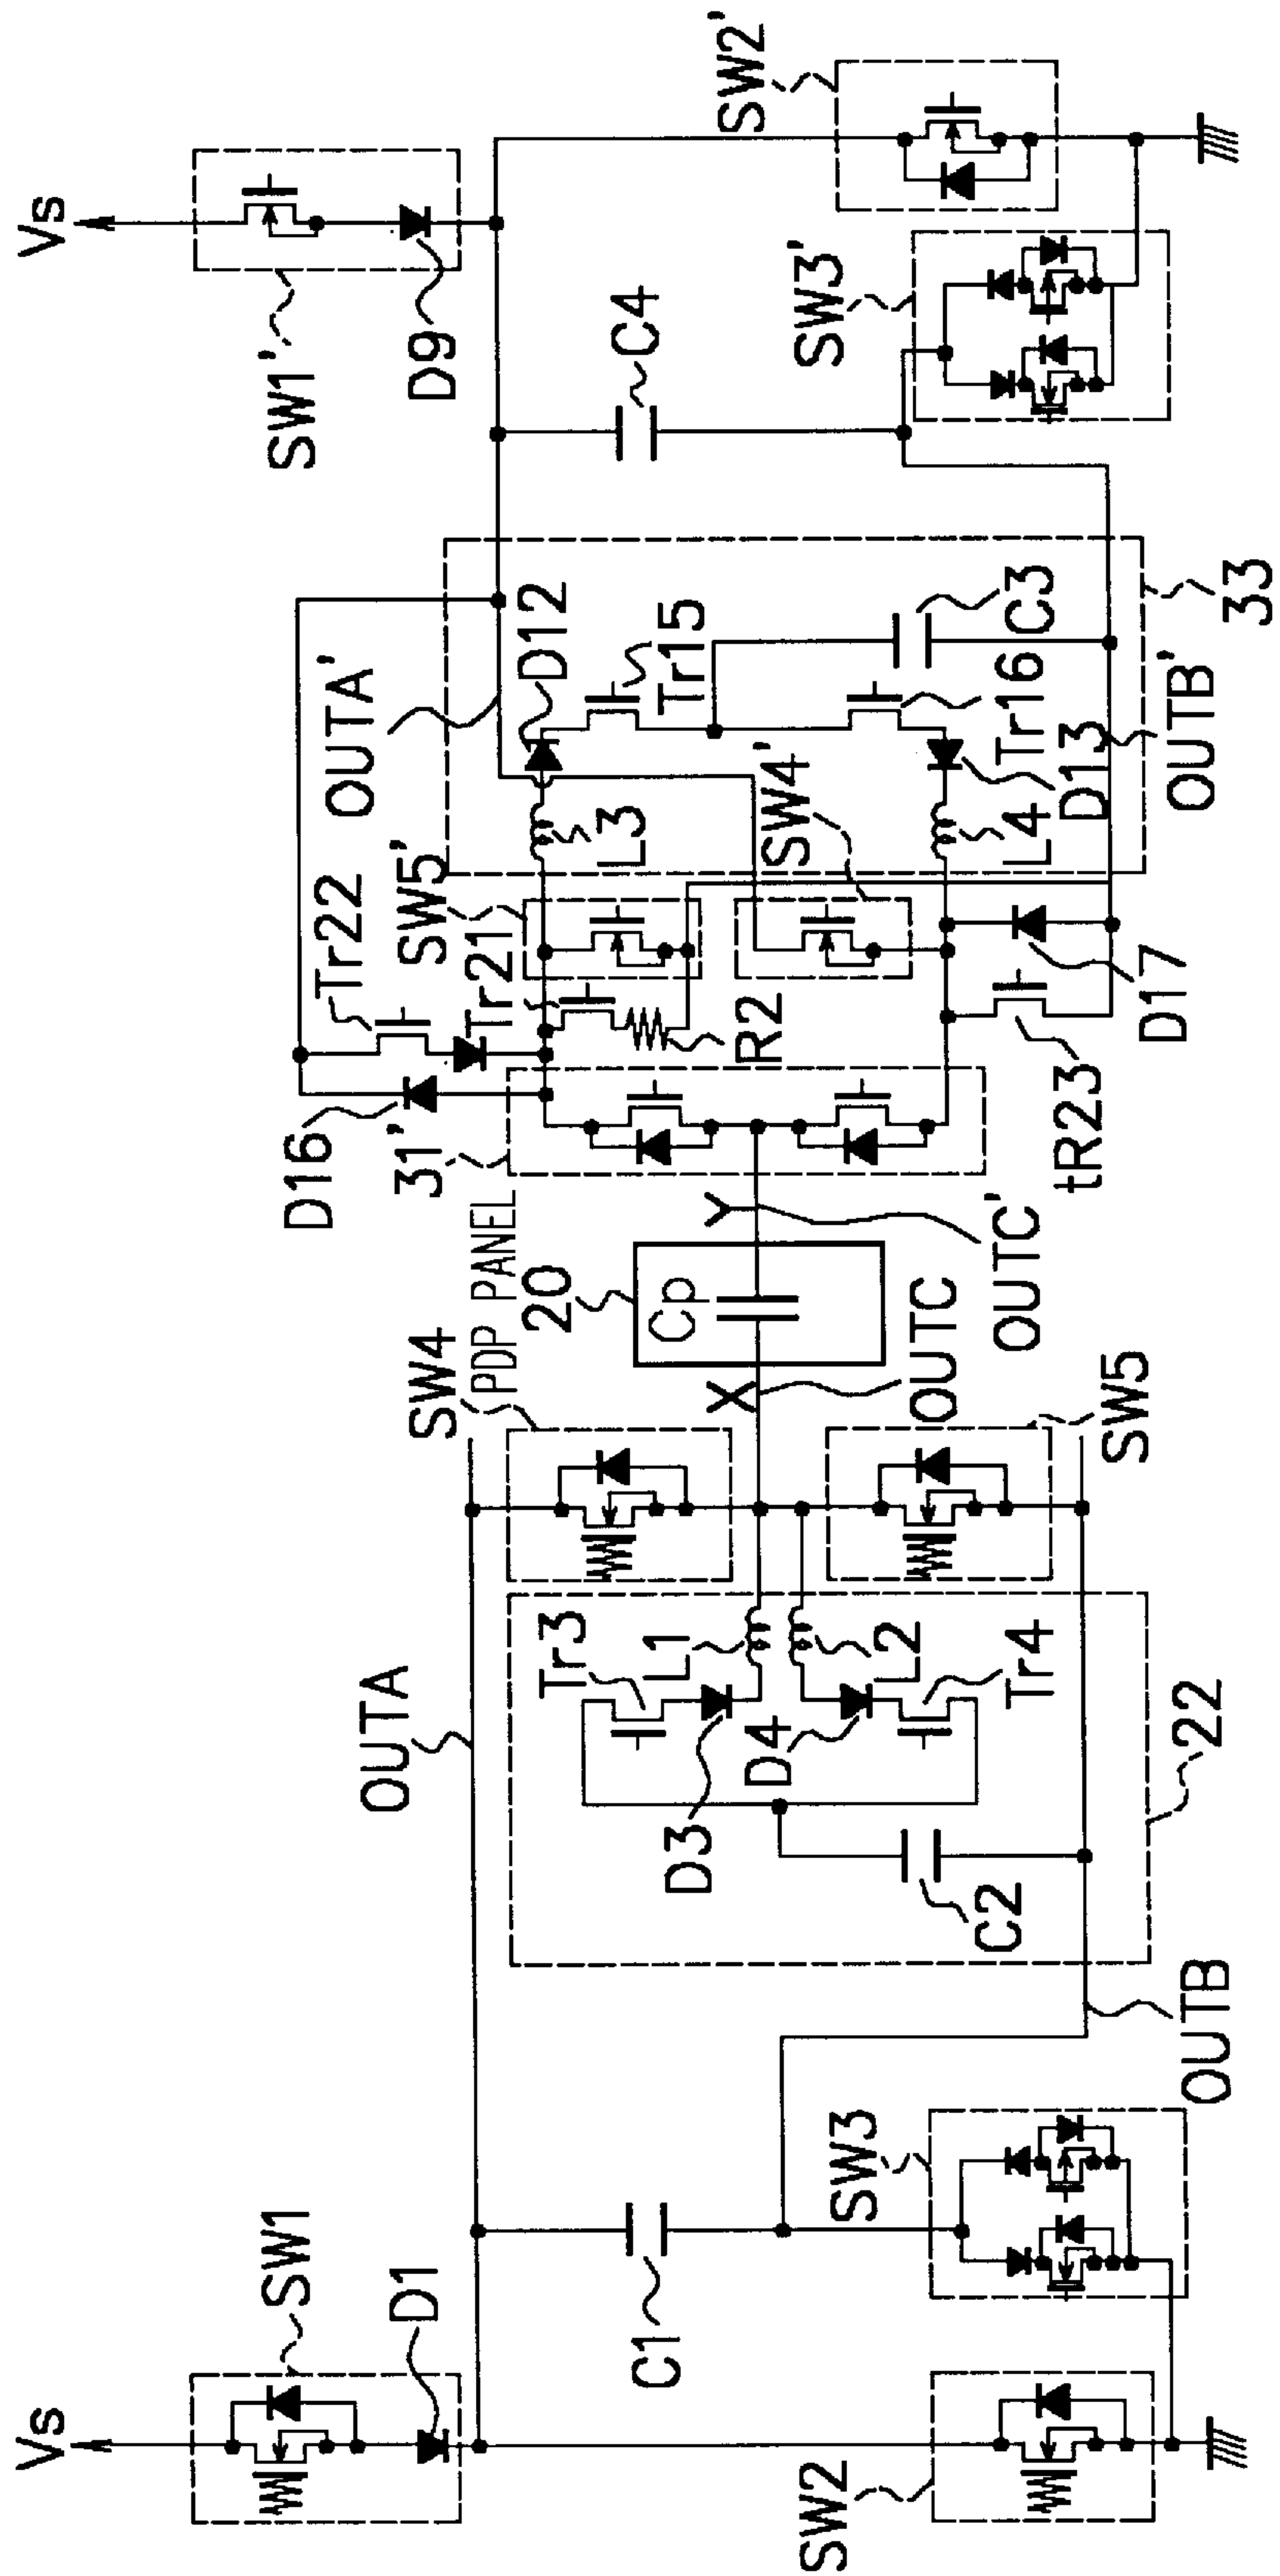 Vs
SW1
D1
SW2
C1
SW3
OUTA
OUTB
Tr3
L1
D3
D4
L2
Tr4
C2
22
SW4
PDP PANEL
20
Cp
X
Y
OUTC
OUTC'
SW5
D16
31'
Tr22
Tr21
SW5'
R2
tR23
D17
OUTA'
L3
D12
Tr15
SW4'
L4
D13
Tr16
C3
OUTB'
33
Vs
SW1'
D9
C4
SW3'
SW2'